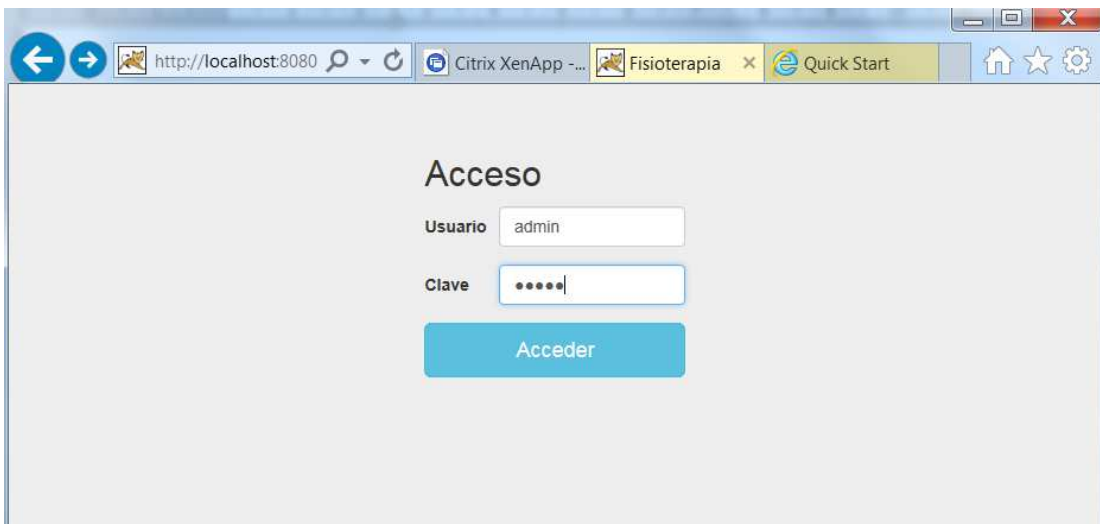 http://localhost:8080 Citrix XenApp -... Fisioterapia Quick Start
Acceso
Usuario admin
Clave •••••
Acceder